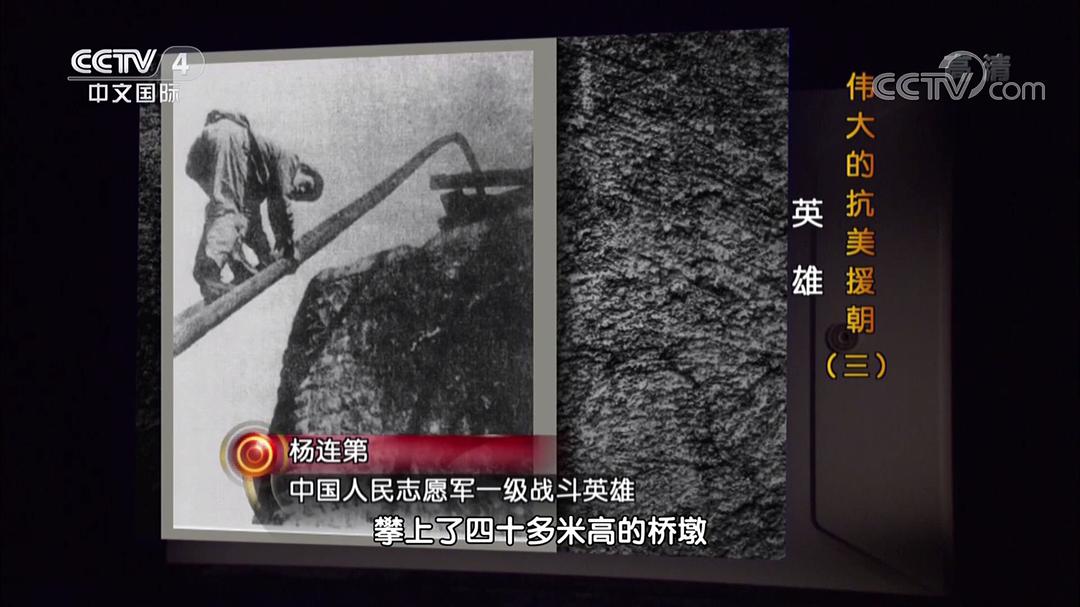 CCTV 4
中文国际
高清
CCTV.com
伟大的抗美援朝
（三）
英雄
杨连第
中国人民志愿军一级战斗英雄
攀上了四十多米高的桥墩